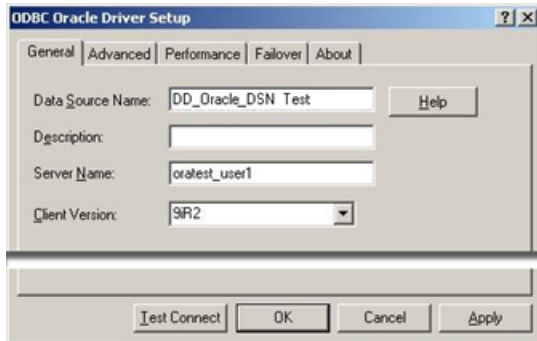 ODBC Oracle Driver Setup
General Advanced Performance Failover About
Data Source Name: DD_Oracle_DSN Test Help
Description:
Server Name: oratest_user1
Client Version: 9iR2
Test Connect OK Cancel Apply